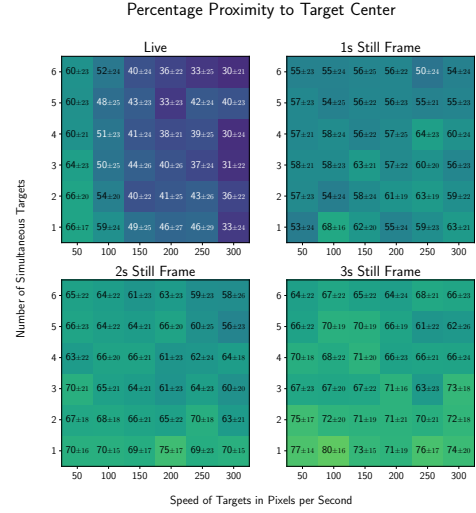 Percentage Proximity to Target Center
Live
1s Still Frame
6 60±23 52±24 40±24 36±22 33±25 30±21
5 60±23 48±25 43±23 33±23 42±24 40±23
4 60±21 51±23 41±24 38±21 39±25 30±24
3 64±23 50±25 44±26 40±26 37±24 31±22
2 66±20 54±20 40±22 41±25 43±26 36±22
1 66±17 59±24 49±25 46±27 46±29 33±24
50 100 150 200 250 300
6 55±23 55±24 56±25 56±22 50±24 54±24
5 57±23 54±25 56±24 56±23 55±21 55±23
4 57±21 58±24 56±22 57±25 64±23 60±24
3 58±21 58±23 63±21 57±22 60±20 56±23
2 57±23 54±24 58±24 61±19 63±19 59±22
1 53±24 68±16 62±20 55±24 59±23 63±21
50 100 150 200 250 300
2s Still Frame
3s Still Frame
6 65±22 64±22 61±23 63±23 59±23 58±26
5 66±23 64±22 64±21 66±20 60±25 56±23
4 63±22 66±20 66±21 61±23 62±24 64±18
3 70±21 65±21 64±21 61±23 64±23 60±20
2 67±18 68±18 66±21 65±22 70±18 63±21
1 70±16 70±15 69±17 75±17 69±23 70±15
50 100 150 200 250 300
6 64±22 67±22 65±22 64±24 68±21 66±23
5 66±22 70±19 70±19 66±19 61±22 62±26
4 70±18 68±22 71±20 66±23 66±21 66±24
3 67±23 67±20 67±22 71±16 63±23 73±18
2 75±17 72±20 71±19 71±21 70±21 72±18
1 77±14 80±16 73±15 71±19 76±17 74±20
50 100 150 200 250 300
Number of Simultaneous Targets
Speed of Targets in Pixels per Second